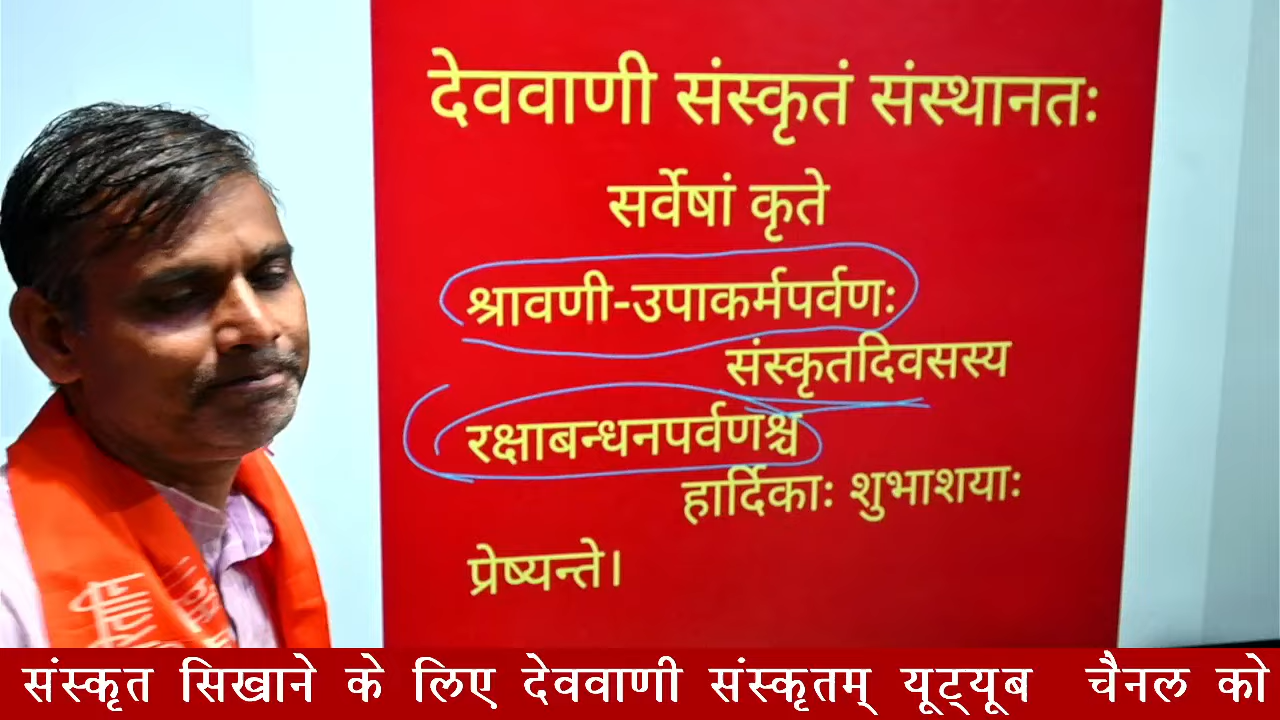 देववाणी संस्कृतं संस्थानतः
सर्वेषां कृते
श्रावणी-उपाकर्मपर्वणः
संस्कृतदिवसस्य
रक्षाबन्धनपर्वणश्च
हार्दिकाः शुभाशयाः
प्रेष्यन्ते।
संस्कृत सिखाने के लिए देववाणी संस्कृतम् यूट्यूब चैनल को